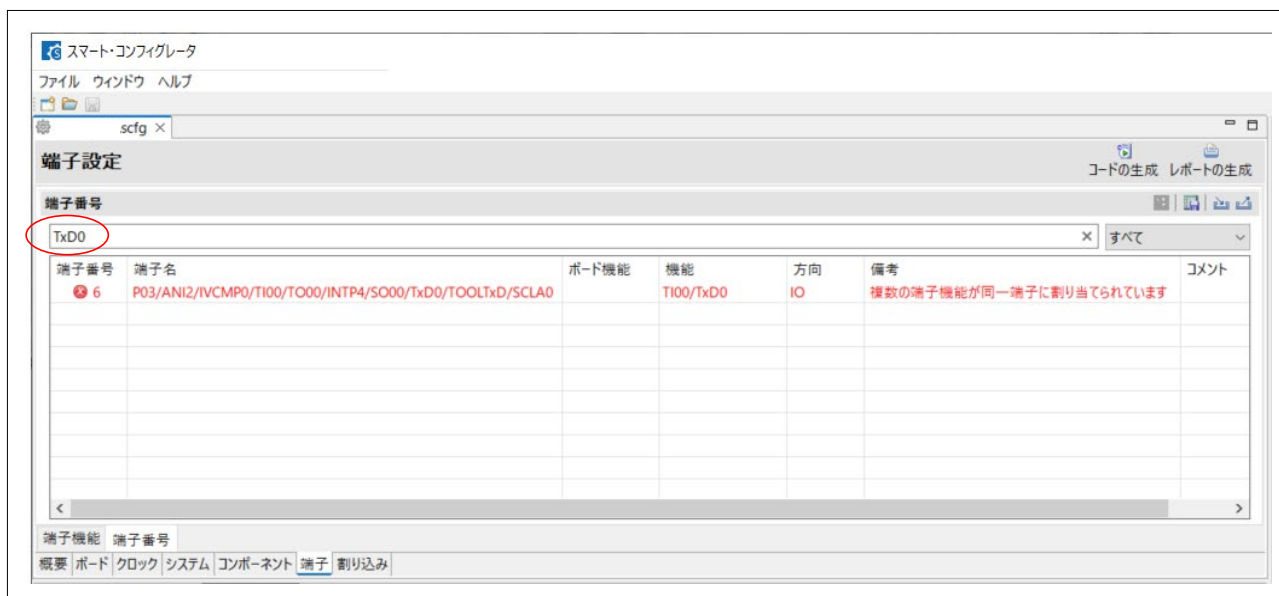 スマート・コンフィグレータ
ファイル ウィンドウ ヘルプ
scfg ×
端子設定
コードの生成 レポートの生成
端子番号
TxD0 × すべて
端子番号 端子名 ボード機能 機能 方向 備考 コメント
6 P03/ANI2/IVCMP0/TI00/TO00/INTP4/SO00/TxD0/TOOLTxD/SCLA0 TI00/TxD0 IO 複数の端子機能が同一端子に割り当てられています
端子機能 端子番号
概要 ボード クロック システム コンポーネント 端子 割り込み